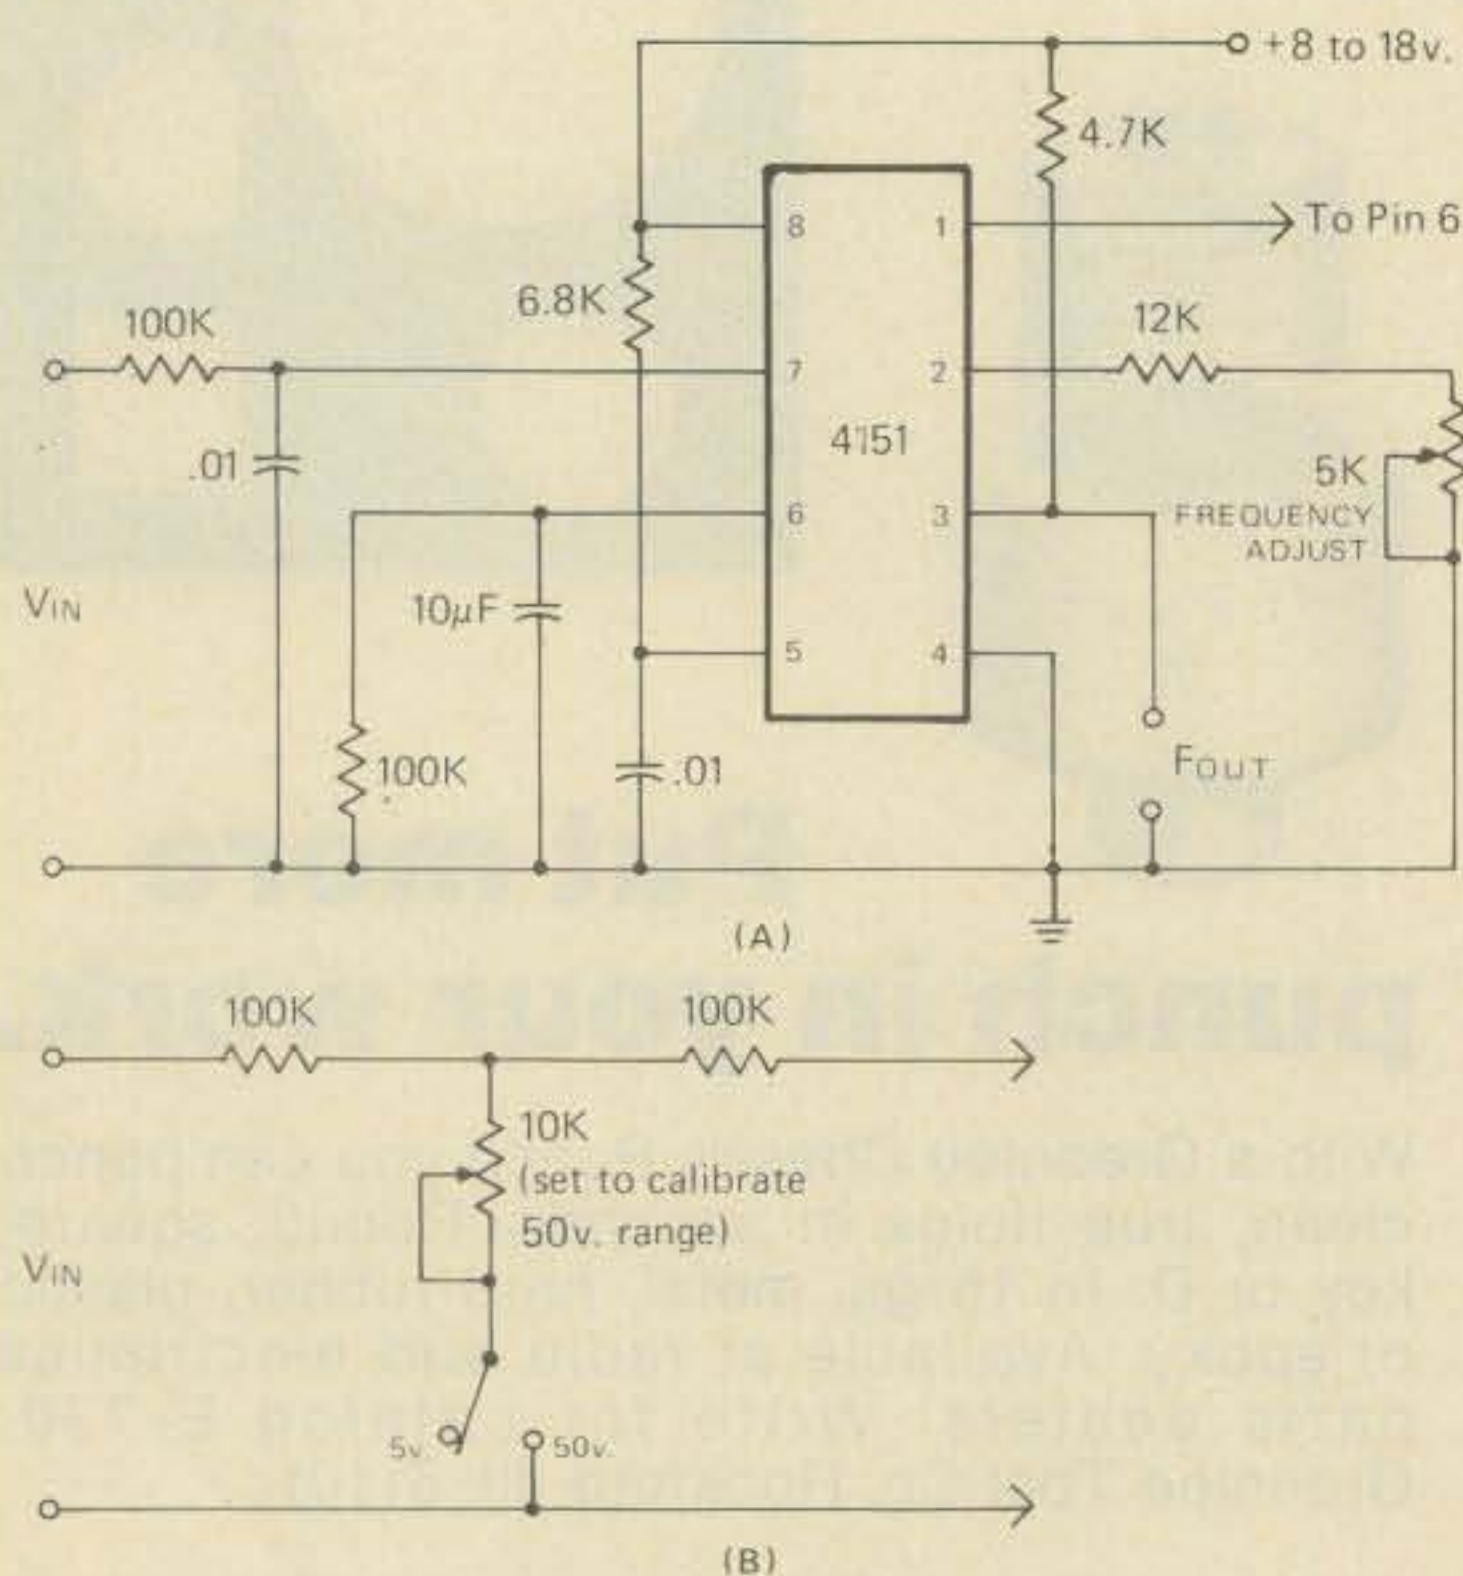 +8 to 18v.
4.7K
8
1
To Pin 6
6.8K
100K
12K
7
2
4151
.01
5K
FREQUENCY
ADJUST
6
3
VIN
10µF
5
4
100K
.01
FOUT
(A)
100K
100K
10K
(set to calibrate
50v. range)
VIN
5v.
50v.
(B)